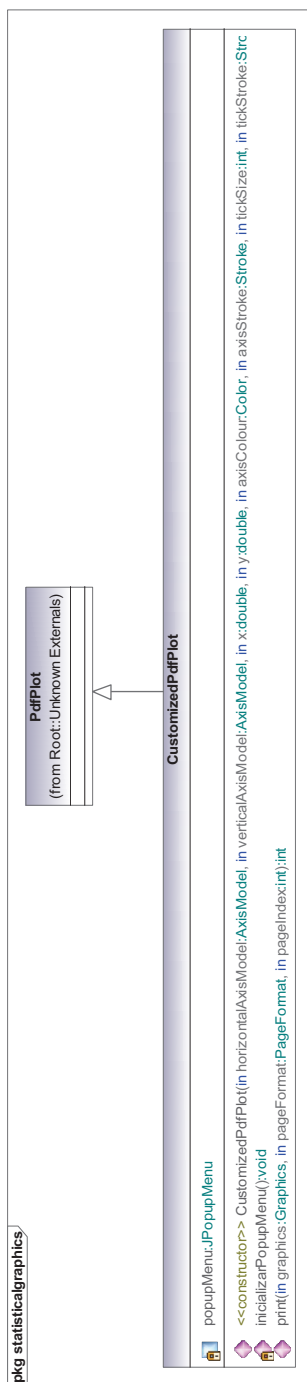 pkg statisticalgraphics
PdfPlot
(from Root::Unknown Externals)
CustomizedPdfPlot
popupMenu:JPopupMenu
<<constructor>> CustomizedPdfPlot(in horizontalAxisModel:AxisModel, in verticalAxisModel:AxisModel, in x:double, in y:double, in axisColour:Color, in axisStroke:Stroke, in tickSize:int, in tickStroke:Strc
inicializarPopupMenu():void
print(in graphics:Graphics, in pageFormat:PageFormat, in pageIndex:int):int